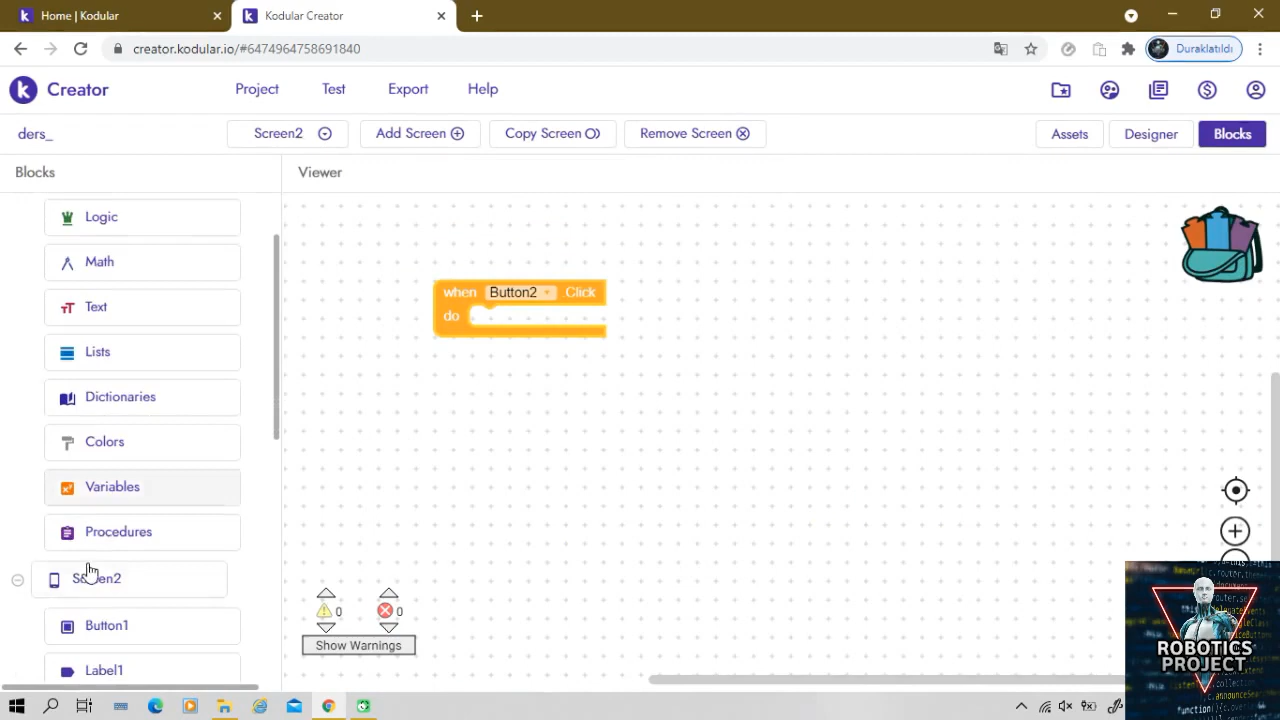 Home | Kodular
Kodular Creator
creator.kodular.io/#6474964758691840
Duraklatıldı
Creator
Project
Test
Export
Help
ders_
Screen2
Add Screen
Copy Screen
Remove Screen
Assets
Designer
Blocks
Blocks
Viewer
Logic
Math
Text
Lists
Dictionaries
Colors
Variables
Procedures
Screen2
Button1
Label1
when Button2 .Click
do
0
0
Show Warnings
ROBOTICS
PROJECT